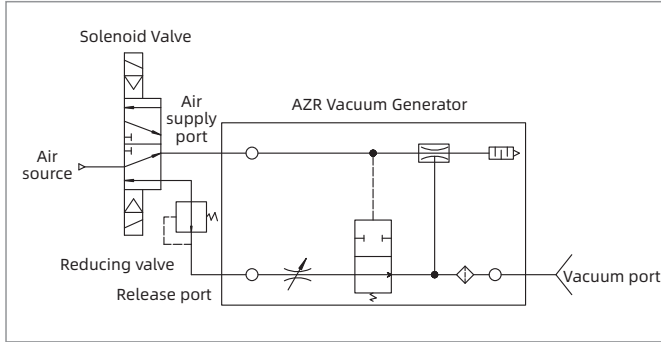 Solenoid Valve
Air
supply
port
AZR Vacuum Generator
Air
source
Reducing valve
Release port
Vacuum port